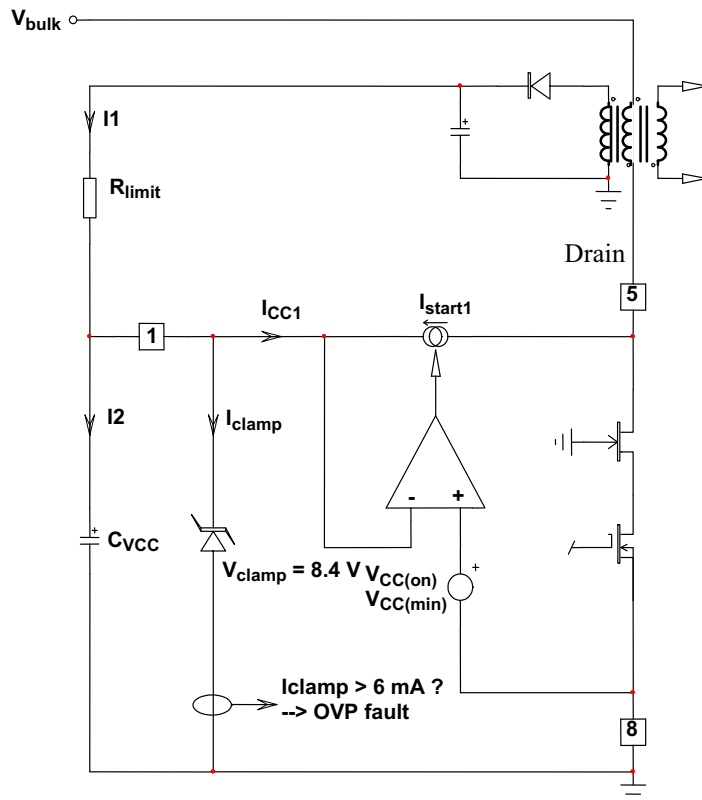 Vbulk
I1
Rlimit
Drain
5
ICC1
Istart1
1
I2
Iclamp
- +
CVCC
Vclamp = 8.4 V VCC(on)
VCC(min)
Iclamp > 6 mA ?
--> OVP fault
8